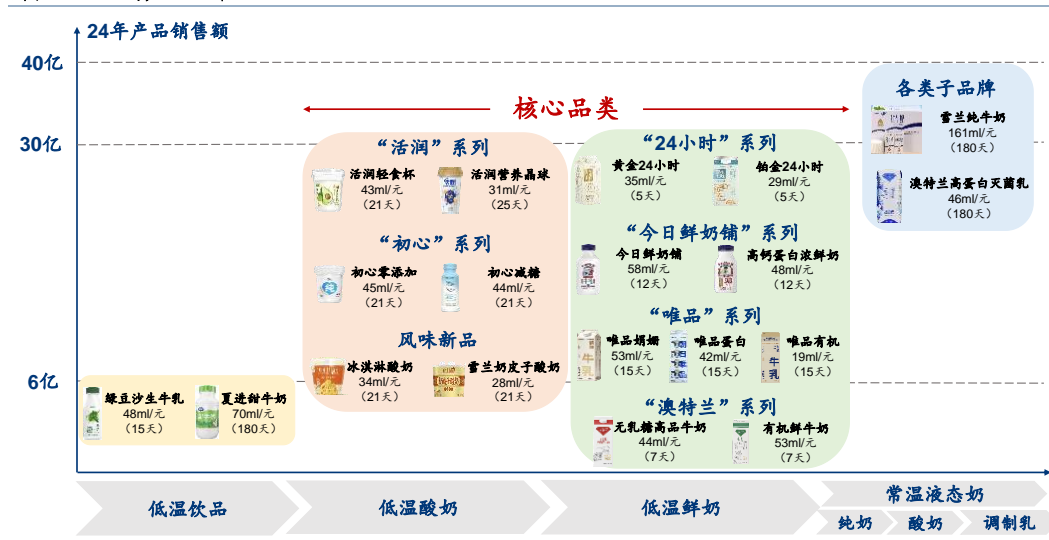 24年产品销售额
40亿
30亿
6亿
核心品类
“活润”系列
活润轻食杯
43ml/元
（21天）
活润营养晶球
31ml/元
（25天）
“初心”系列
初心零添加
45ml/元
（21天）
初心减糖
44ml/元
（21天）
风味新品
冰淇淋酸奶
34ml/元
（21天）
雪兰奶皮子酸奶
28ml/元
（21天）
“24小时”系列
黄金24小时
35ml/元
（5天）
铂金24小时
29ml/元
（5天）
“今日鲜奶铺”系列
今日鲜奶铺
58ml/元
（12天）
高钙蛋白浓鲜奶
48ml/元
（12天）
“唯品”系列
唯品娟姗
53ml/元
（15天）
唯品蛋白
42ml/元
（15天）
唯品有机
19ml/元
（15天）
“澳特兰”系列
无乳糖高品牛奶
44ml/元
（7天）
有机鲜牛奶
53ml/元
（7天）
各类子品牌
雪兰纯牛奶
161ml/元
（180天）
澳特兰高蛋白灭菌乳
46ml/元
（180天）
绿豆沙生牛乳
48ml/元
（15天）
夏进甜牛奶
70ml/元
（180天）
低温饮品
低温酸奶
低温鲜奶
常温液态奶
纯奶
酸奶
调制乳